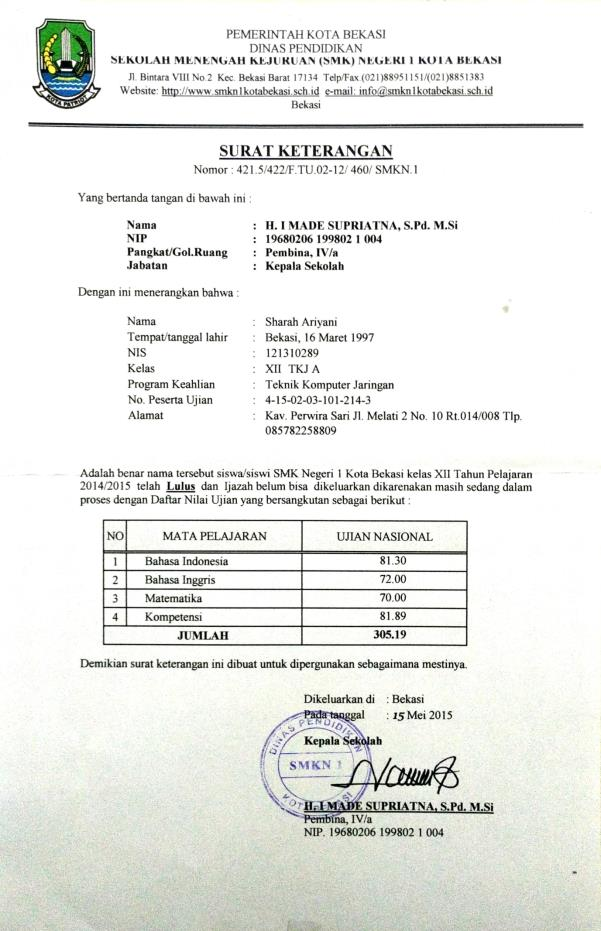 PEMERINTAH KOTA BEKASI
DINAS PENDIDIKAN
SEKOLAH MENENGAH KEJURUAN (SMK) NEGERI 1 KOTA BEKASI
Jl. Bintara VIII No.2 Kec. Bekasi Barat 17134 Telp/Fax.(021)88951151/(021)8851383
Website: http://www.smkn1kotabekasi.sch.id e-mail: info@smkn1kotabekasi.sch.id
Bekasi
KOTA PATRIOT
SURAT KETERANGAN
Nomor : 421.5/422/F.TU.02-12/ 460/ SMKN.1
Yang bertanda tangan di bawah ini :
Nama : H. I MADE SUPRIATNA, S.Pd. M.Si
NIP : 19680206 199802 1 004
Pangkat/Gol.Ruang : Pembina, IV/a
Jabatan : Kepala Sekolah
Dengan ini menerangkan bahwa :
Nama : Sharah Ariyani
Tempat/tanggal lahir : Bekasi, 16 Maret 1997
NIS : 121310289
Kelas : XII TKJ A
Program Keahlian : Teknik Komputer Jaringan
No. Peserta Ujian : 4-15-02-03-101-214-3
Alamat : Kav. Perwira Sari Jl. Melati 2 No. 10 Rt.014/008 Tlp.
085782258809
Adalah benar nama tersebut siswa/siswi SMK Negeri 1 Kota Bekasi kelas XII Tahun Pelajaran
2014/2015 telah Lulus dan Ijazah belum bisa dikeluarkan dikarenakan masih sedang dalam
proses dengan Daftar Nilai Ujian yang bersangkutan sebagai berikut :
NO MATA PELAJARAN UJIAN NASIONAL
1 Bahasa Indonesia 81.30
2 Bahasa Inggris 72.00
3 Matematika 70.00
4 Kompetensi 81.89
JUMLAH 305.19
Demikian surat keterangan ini dibuat untuk dipergunakan sebagaimana mestinya.
Dikeluarkan di : Bekasi
Pada tanggal : 15 Mei 2015
Kepala Sekolah
DINAS PENDIDIKAN
SMKN 1
H. I MADE SUPRIATNA, S.Pd. M.Si
Pembina, IV/a
NIP. 19680206 199802 1 004